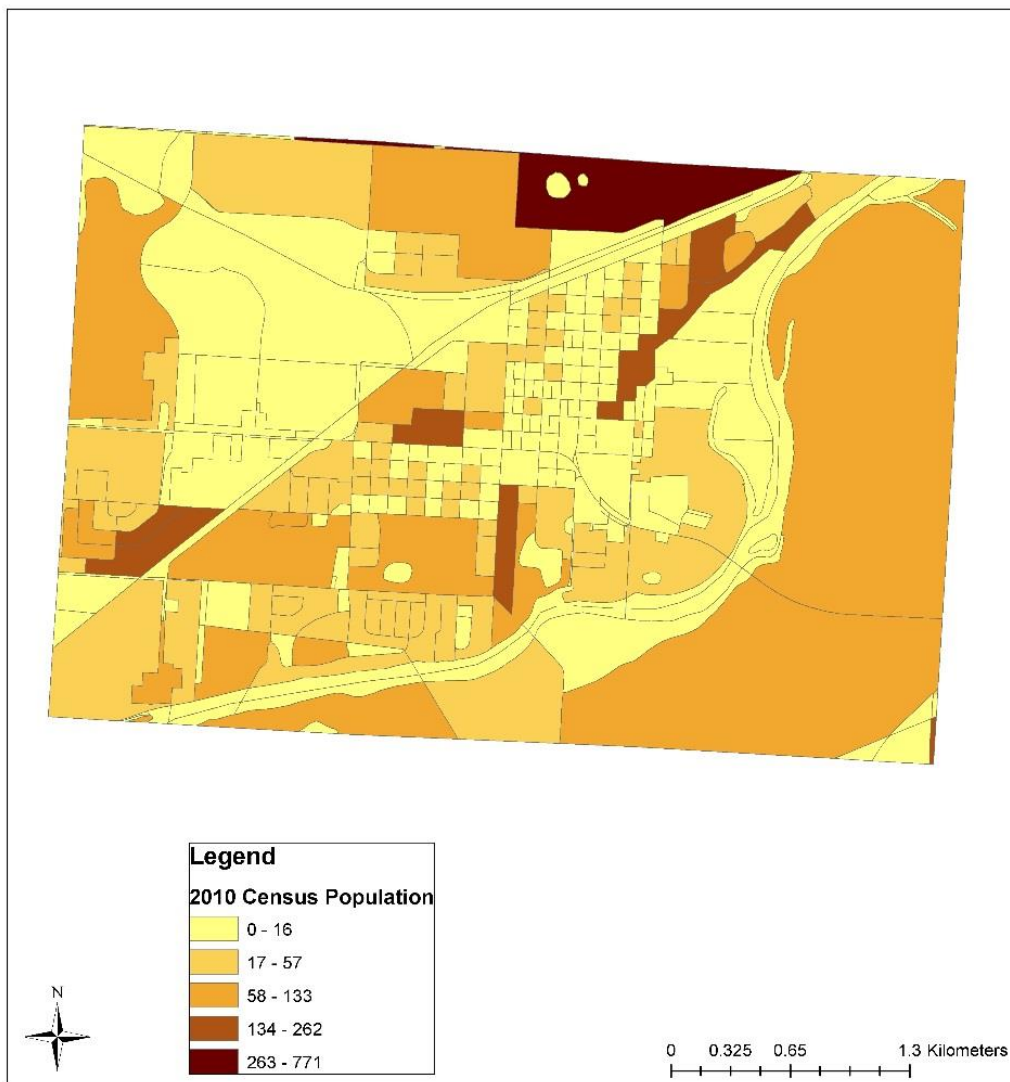 Legend
2010 Census Population
0 - 16
17 - 57
58 - 133
134 - 262
263 - 771
N
0 0.325 0.65 1.3 Kilometers